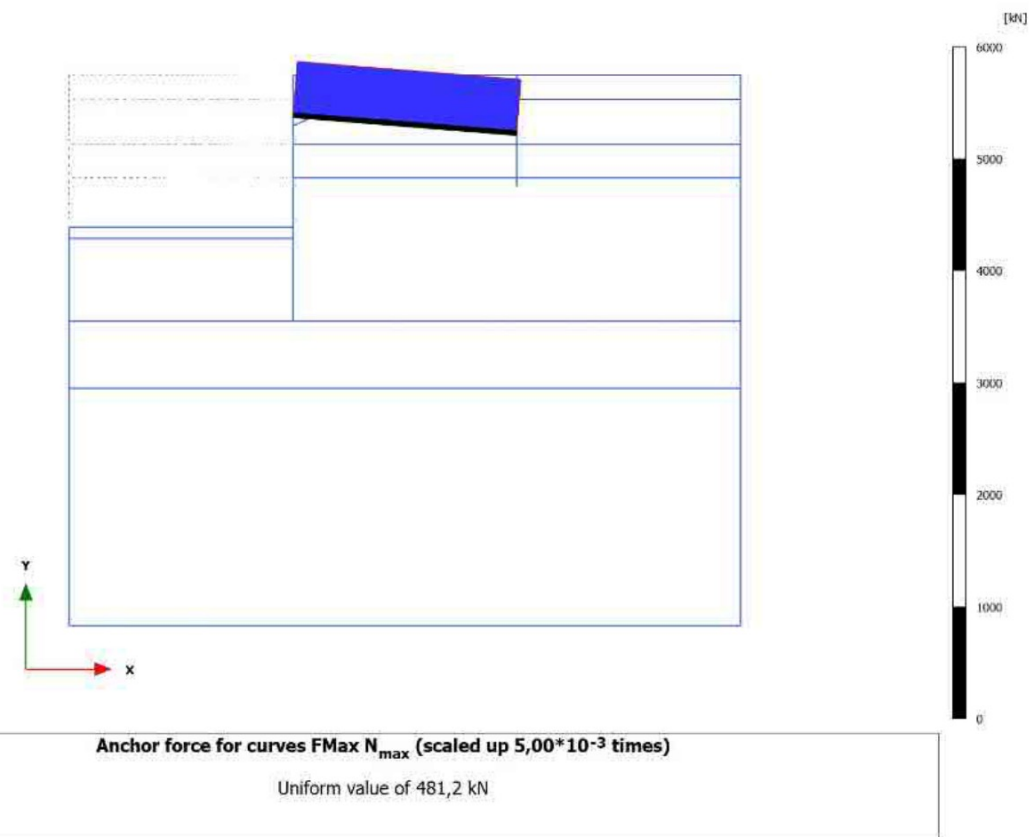 [kN]
6000
5000
4000
3000
2000
1000
0
Y
X
Anchor force for curves FMax Nmax (scaled up 5,00*10-3 times)
Uniform value of 481,2 kN